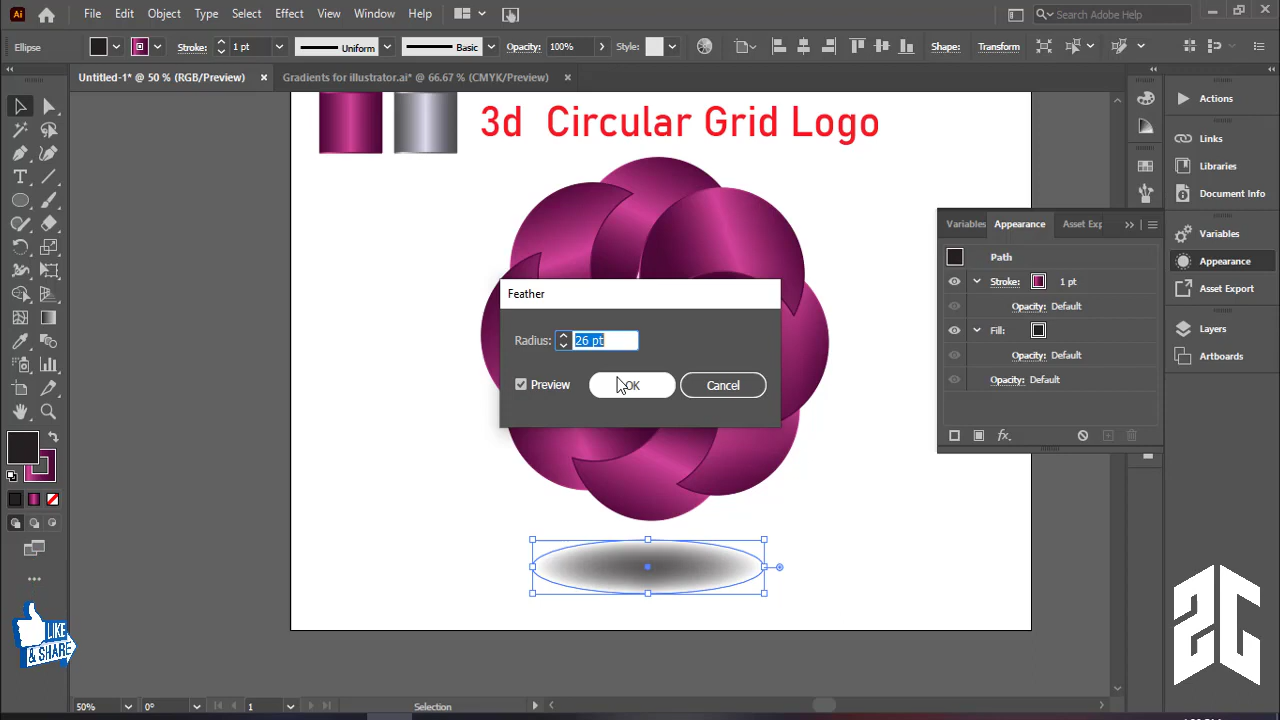 Ai File Edit Object Type Select Effect View Window Help Search Adobe Help
Ellipse Stroke: 1 pt Uniform Basic Opacity: 100% Style: Shape: Transform
Untitled-1* @ 50 % (RGB/Preview) Gradients for illustrator.ai* @ 66.67 % (CMYK/Preview)
3d Circular Grid Logo
Actions
Links
Libraries
Document Info
Variables
Appearance
Asset Export
Layers
Artboards
Variables Appearance Asset Exp
Path
Stroke: 1 pt
Opacity: Default
Fill:
Opacity: Default
Opacity: Default
fx
Feather
Radius: 26 pt
Preview OK Cancel
LIKE
& SHARE
SG
50% 0° 1 Selection